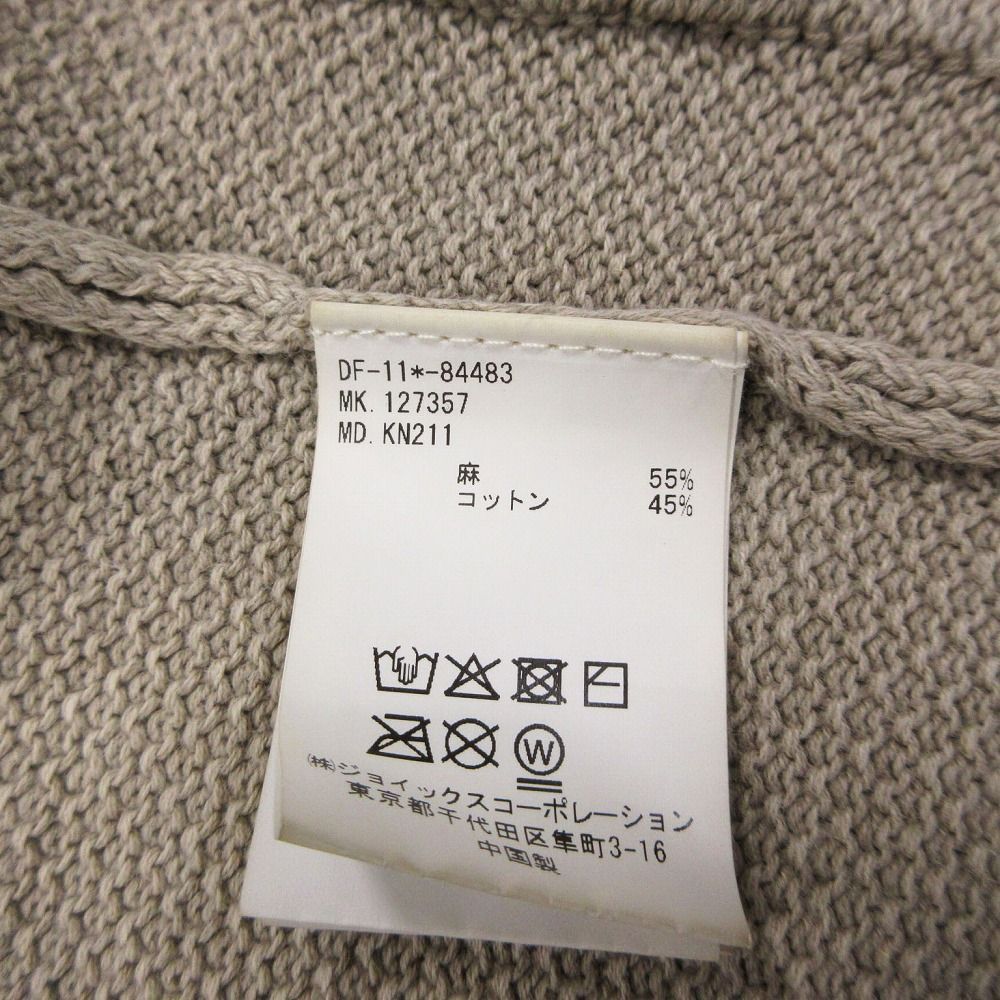 DF-11*-84483
MK. 127357
MD. KN211
麻 55%
コットン 45%
W
㈱ジョイックスコーポレーション
東京都千代田区隼町3-16
中国製